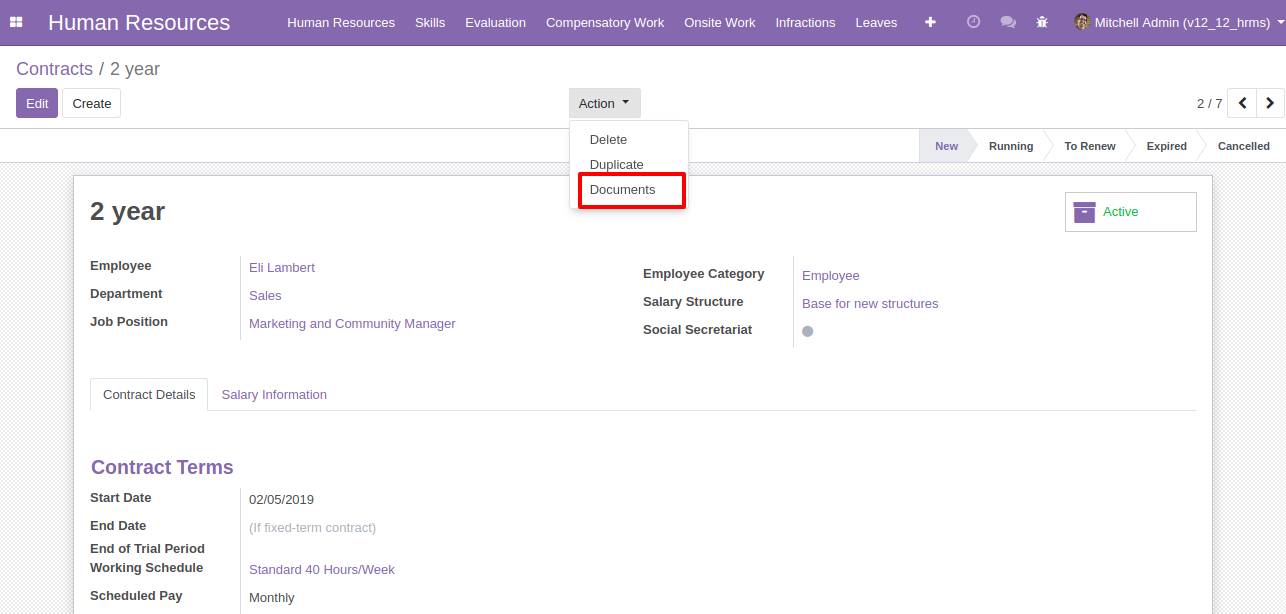 Human Resources Human Resources Skills Evaluation Compensatory Work Onsite Work Infractions Leaves Mitchell Admin (v12_12_hrms)
Contracts / 2 year
Edit Create Action 2 / 7
Delete
Duplicate
Documents
New Running To Renew Expired Cancelled
2 year
Active
Employee Eli Lambert
Department Sales
Job Position Marketing and Community Manager
Employee Category Employee
Salary Structure Base for new structures
Social Secretariat
Contract Details Salary Information
Contract Terms
Start Date 02/05/2019
End Date (If fixed-term contract)
End of Trial Period
Working Schedule Standard 40 Hours/Week
Scheduled Pay Monthly